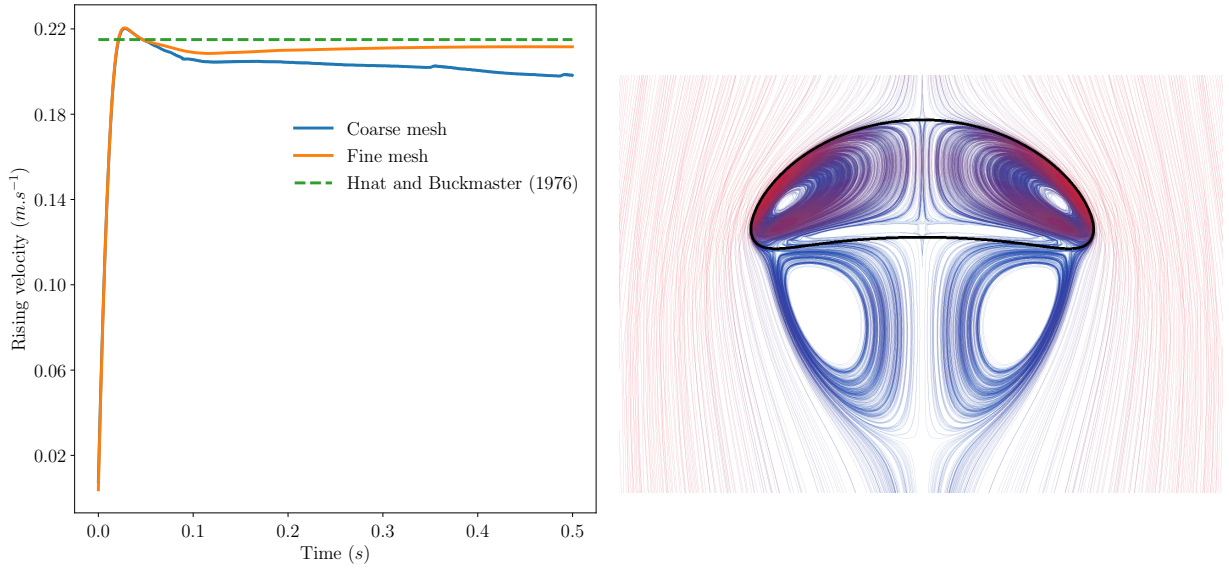 0.22
0.18
0.14
0.10
0.06
0.02
Rising velocity (m.s⁻¹)
Coarse mesh
Fine mesh
Hnat and Buckmaster (1976)
0.0 0.1 0.2 0.3 0.4 0.5
Time (s)